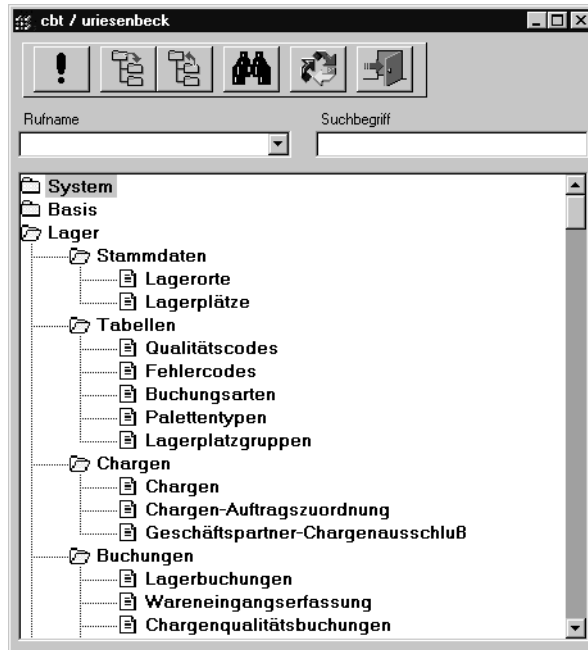 cbt / uriesenbeck
Rufname Suchbegriff
System
Basis
Lager
Stammdaten
Lagerorte
Lagerplätze
Tabellen
Qualitätscodes
Fehlercodes
Buchungsarten
Palettentypen
Lagerplatzgruppen
Chargen
Chargen
Chargen-Auftragszuordnung
Geschäftspartner-Chargenausschluß
Buchungen
Lagerbuchungen
Wareneingangserfassung
Chargenqualitätsbuchungen